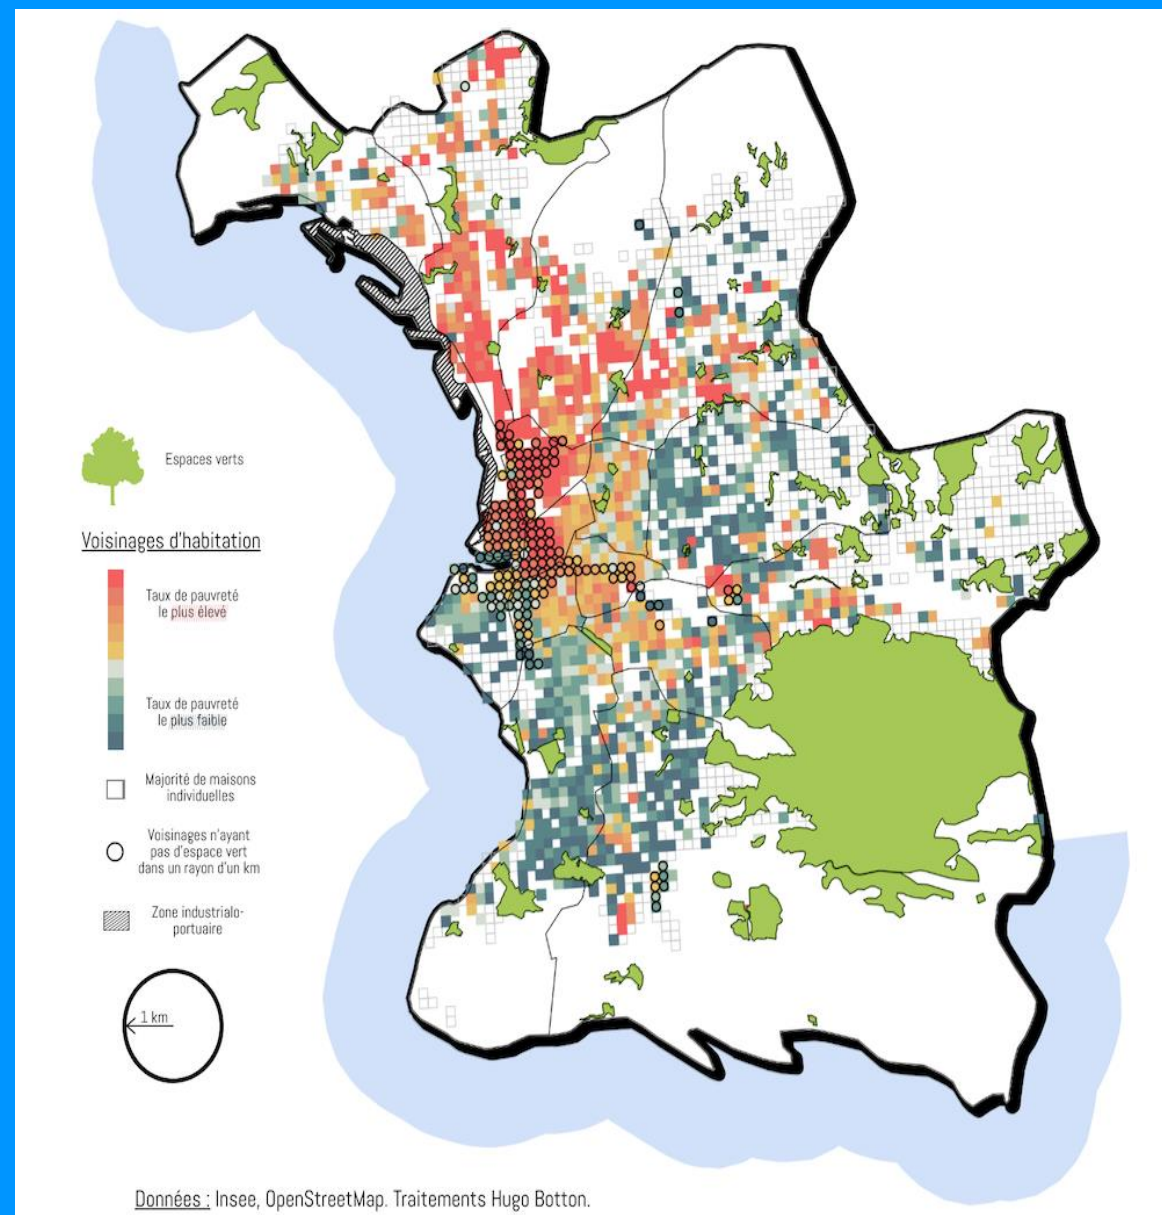 Espaces verts
Voisinages d'habitation
Taux de pauvreté
le plus élevé
Taux de pauvreté
le plus faible
Majorité de maisons
individuelles
Voisinages n'ayant
pas d'espace vert
dans un rayon d'un km
Zone industrialo-
portuaire
1 km
Données : Insee, OpenStreetMap. Traitements Hugo Botton.